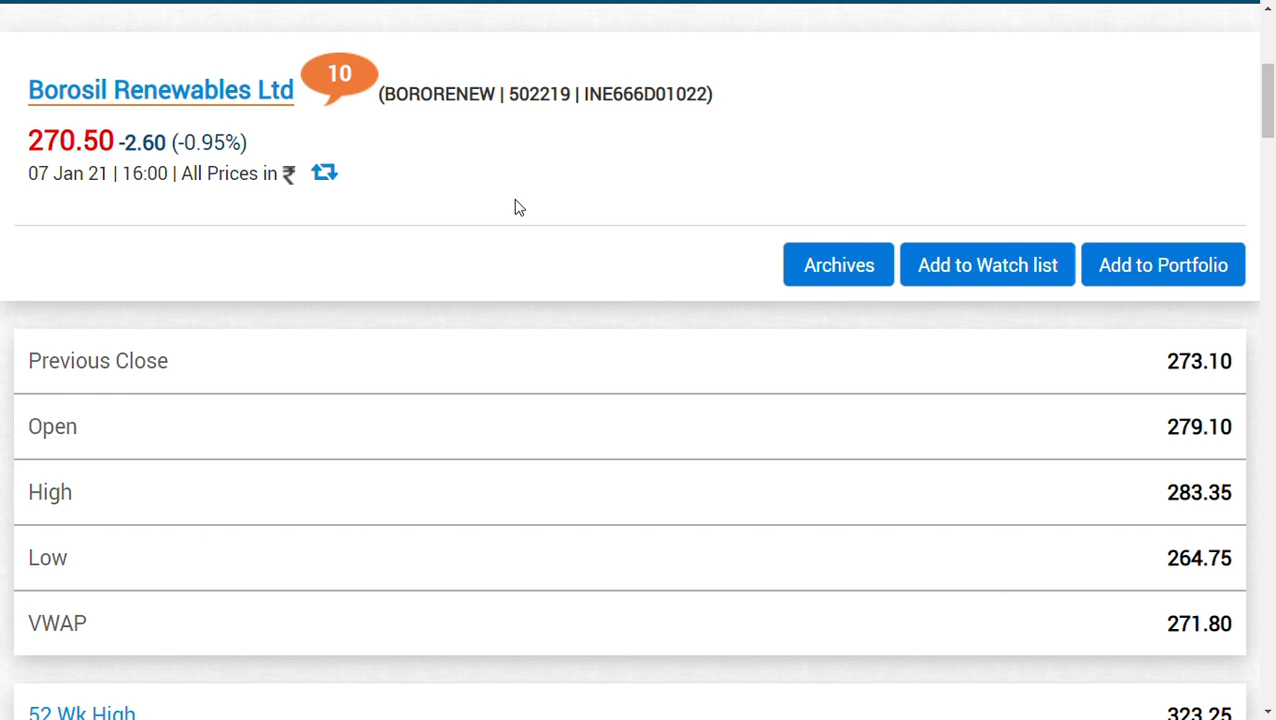 Borosil Renewables Ltd 10 (BORORENEW | 502219 | INE666D01022)
270.50 -2.60 (-0.95%)
07 Jan 21 | 16:00 | All Prices in ₹
Archives Add to Watch list Add to Portfolio
Previous Close 273.10
Open 279.10
High 283.35
Low 264.75
VWAP 271.80
52 Wk High 323.25